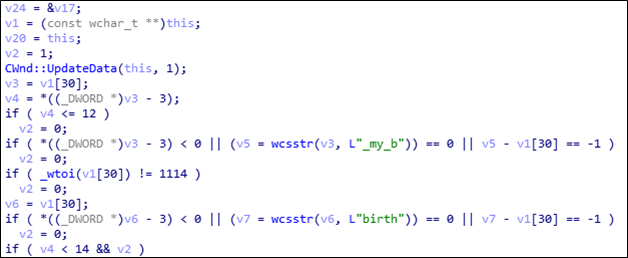 v24 = &v17;
v1 = (const wchar_t **)this;
v20 = this;
v2 = 1;
CWnd::UpdateData(this, 1);
v3 = v1[30];
v4 = *((_DWORD *)v3 - 3);
if ( v4 <= 12 )
v2 = 0;
if ( *((_DWORD *)v3 - 3) < 0 || (v5 = wcsstr(v3, L"_my_b")) == 0 || v5 - v1[30] == -1 )
v2 = 0;
if ( _wtoi(v1[30]) != 1114 )
v2 = 0;
v6 = v1[30];
if ( *((_DWORD *)v6 - 3) < 0 || (v7 = wcsstr(v6, L"birth")) == 0 || v7 - v1[30] == -1 )
v2 = 0;
if ( v4 < 14 && v2 )